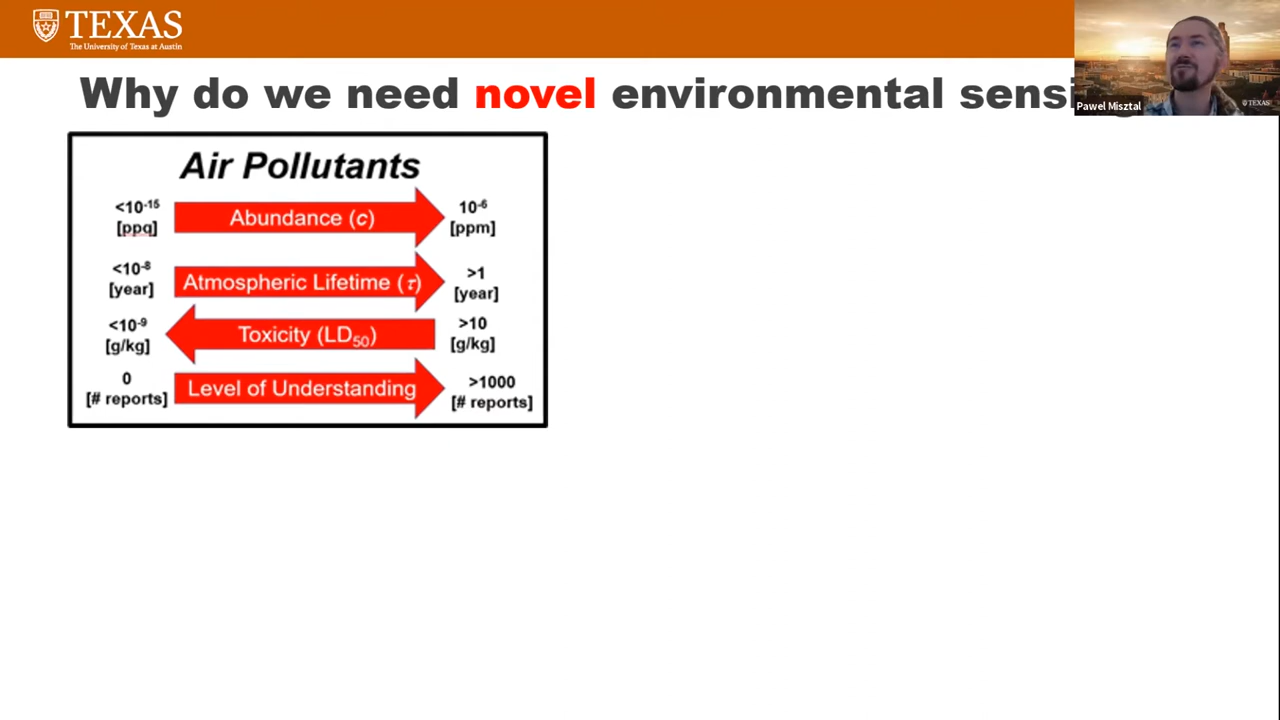 TEXAS
The University of Texas at Austin
Why do we need novel environmental
Pawel Misztal
TEXAS
Air Pollutants
<10-15
[ppq]
Abundance (c)
10-6
[ppm]
<10-8
[year]
Atmospheric Lifetime (τ)
>1
[year]
<10-9
[g/kg]
Toxicity (LD50)
>10
[g/kg]
0
[# reports]
Level of Understanding
>1000
[# reports]